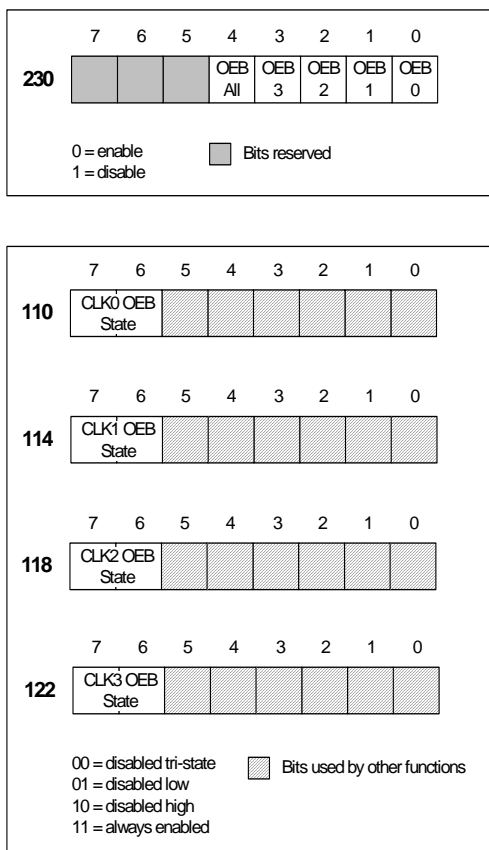 7 6 5 4 3 2 1 0
230
OEB All OEB 3 OEB 2 OEB 1 OEB 0
0 = enable
1 = disable
Bits reserved
7 6 5 4 3 2 1 0
110
CLK0 OEB
State
7 6 5 4 3 2 1 0
114
CLK1 OEB
State
7 6 5 4 3 2 1 0
118
CLK2 OEB
State
7 6 5 4 3 2 1 0
122
CLK3 OEB
State
00 = disabled tri-state
01 = disabled low
10 = disabled high
11 = always enabled
Bits used by other functions